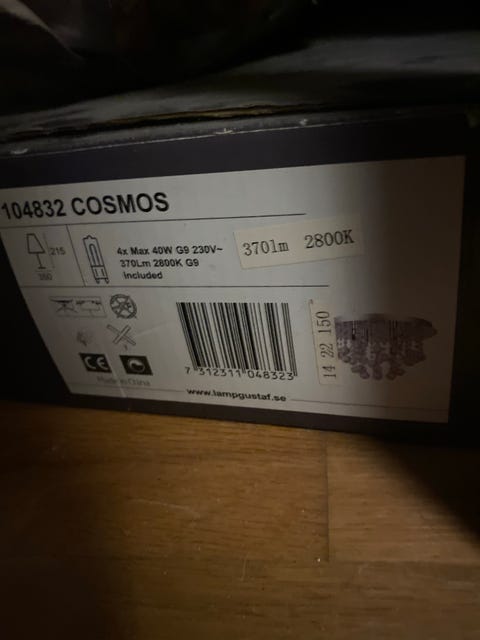 104832 COSMOS
215
350
4x Max 40W G9 230V~
370Lm 2800K G9
Included
370lm 2800K
14 22 150
CE
Made in China
7 312311 048323
www.lampgustaf.se